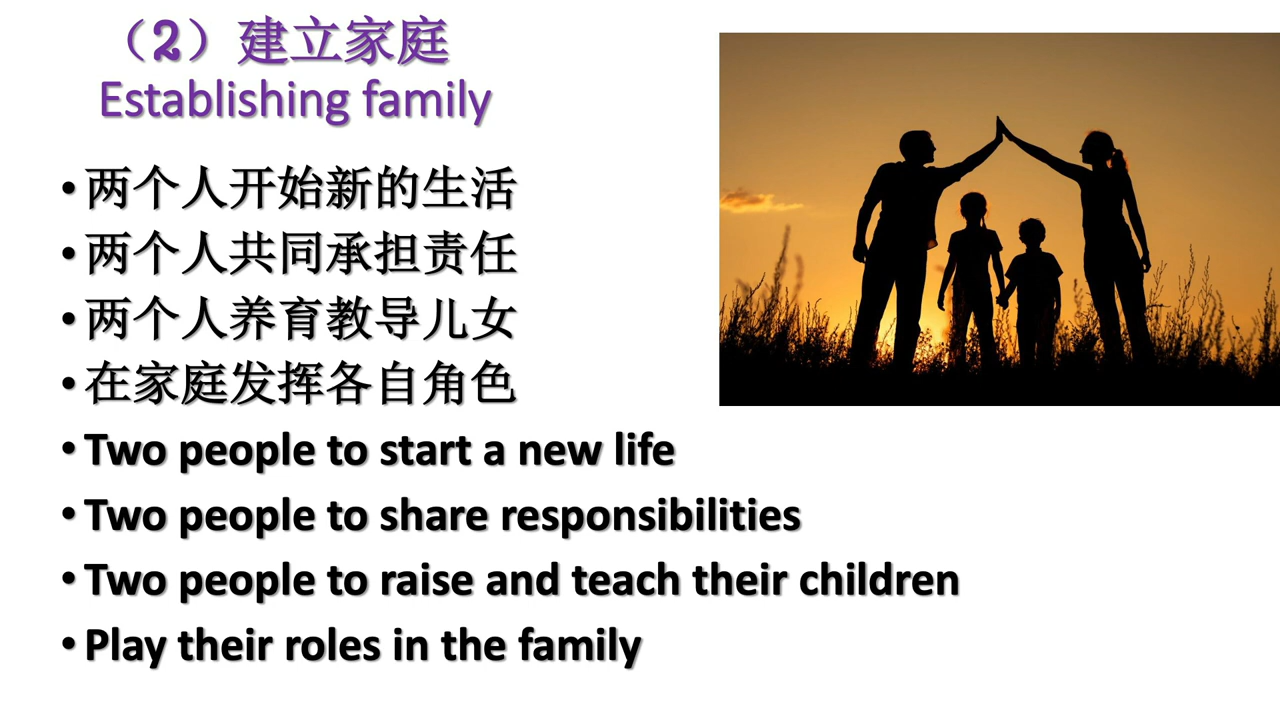 （2）建立家庭
Establishing family
•两个人开始新的生活
•两个人共同承担责任
•两个人养育教导儿女
•在家庭发挥各自角色
•Two people to start a new life
•Two people to share responsibilities
•Two people to raise and teach their children
•Play their roles in the family